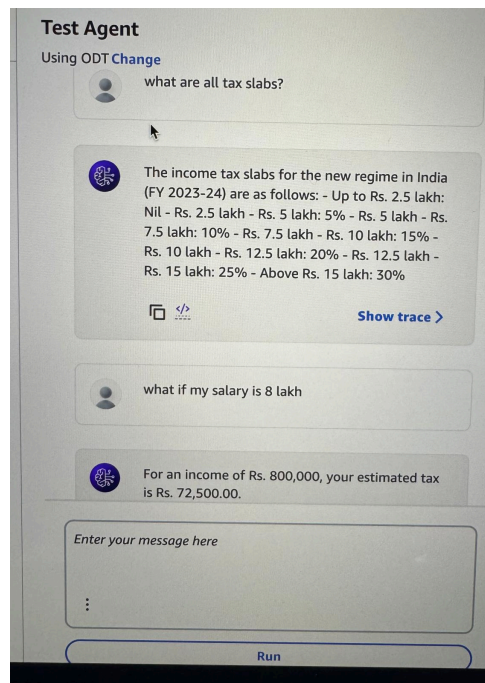 Test Agent
Using ODT Change
what are all tax slabs?
The income tax slabs for the new regime in India
(FY 2023-24) are as follows: - Up to Rs. 2.5 lakh:
Nil - Rs. 2.5 lakh - Rs. 5 lakh: 5% - Rs. 5 lakh - Rs.
7.5 lakh: 10% - Rs. 7.5 lakh - Rs. 10 lakh: 15% -
Rs. 10 lakh - Rs. 12.5 lakh: 20% - Rs. 12.5 lakh -
Rs. 15 lakh: 25% - Above Rs. 15 lakh: 30%
</>
Show trace >
what if my salary is 8 lakh
For an income of Rs. 800,000, your estimated tax
is Rs. 72,500.00.
Enter your message here
Run